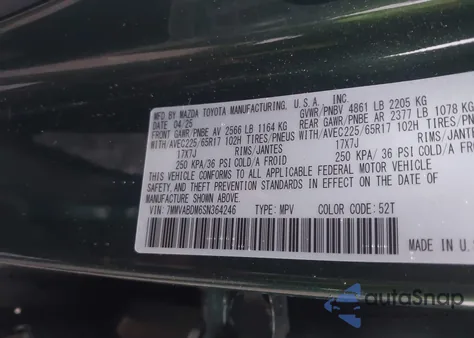 MFD BY MAZDA TOYOTA MANUFACTURING, U.S.A., INC.
DATE 04/25 GVWR/PNBV 4861 LB 2205 KG
FRONT GAWR/PNBE AV 2566 LB 1164 KG REAR GAWR/PNBE AR 2377 LB 1078 KG
WITH/AVEC225/65R17 102H TIRES/PNEUS WITH/AVEC225/65R17 102H TIRES/PNEUS
17X7J RIMS/JANTES 17X7J RIMS/JANTES
250 KPA/ 36 PSI COLD/A FROID 250 KPA/ 36 PSI COLD/A FROID
THIS VEHICLE CONFORMS TO ALL APPLICABLE FEDERAL MOTOR VEHICLE
SAFETY, AND THEFT PREVENTION STANDARDS IN EFFECT ON THE DATE OF
MANUFACTURE SHOWN ABOVE.
VIN: 7MMVABDM6SN364246 TYPE: MPV COLOR CODE: 52T
MADE IN U.S
autoSnap